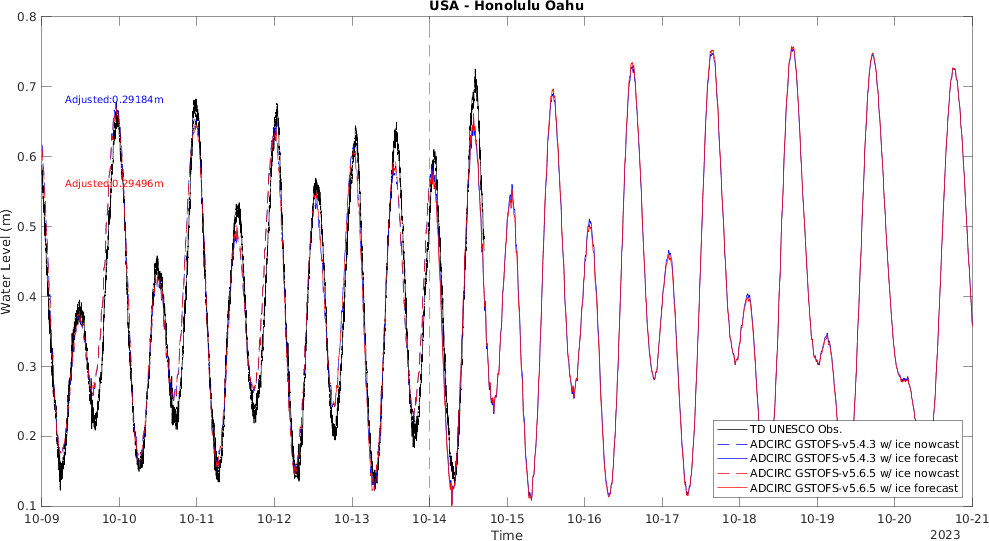 USA - Honolulu Oahu
0.8
0.7
0.6
0.5
0.4
0.3
0.2
0.1
Water Level (m)
Adjusted:0.29184m
Adjusted:0.29496m
TD UNESCO Obs.
ADCIRC GSTOFS-v5.4.3 w/ ice nowcast
ADCIRC GSTOFS-v5.4.3 w/ ice forecast
ADCIRC GSTOFS-v5.6.5 w/ ice nowcast
ADCIRC GSTOFS-v5.6.5 w/ ice forecast
10-09 10-10 10-11 10-12 10-13 10-14 10-15 10-16 10-17 10-18 10-19 10-20 10-21
Time
2023